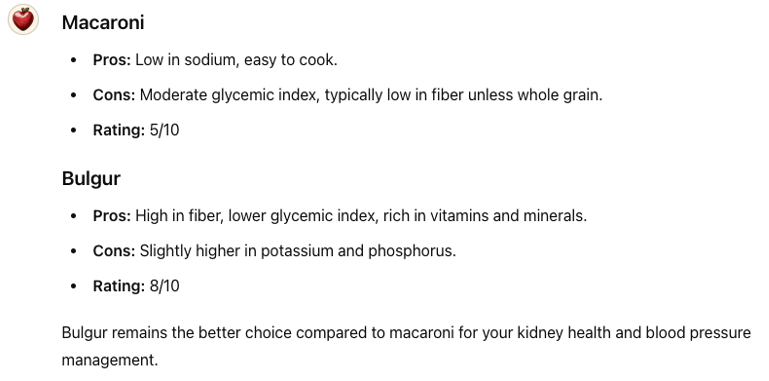 Macaroni
• Pros: Low in sodium, easy to cook.
• Cons: Moderate glycemic index, typically low in fiber unless whole grain.
• Rating: 5/10
Bulgur
• Pros: High in fiber, lower glycemic index, rich in vitamins and minerals.
• Cons: Slightly higher in potassium and phosphorus.
• Rating: 8/10
Bulgur remains the better choice compared to macaroni for your kidney health and blood pressure
management.